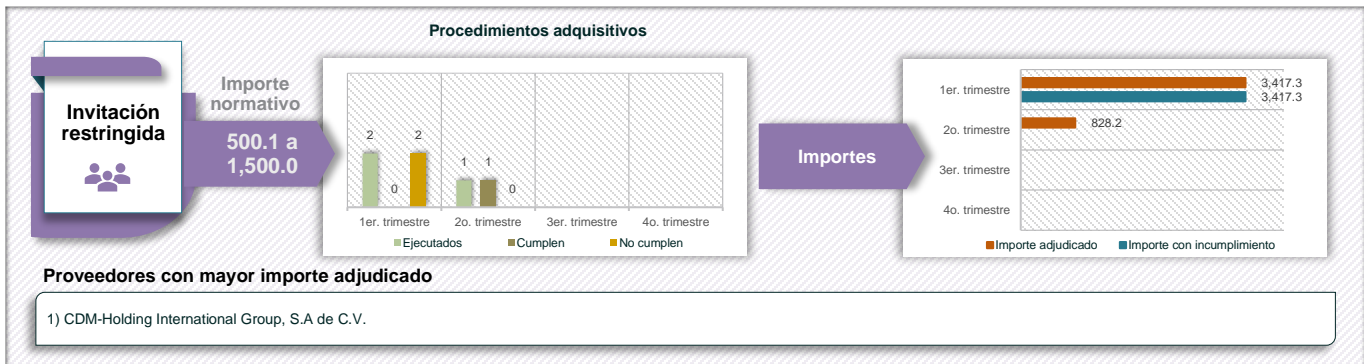 Procedimientos adquisitivos
Invitación
restringida
Importe
normativo
500.1 a
1,500.0
2
0
2
1
1
0
1er. trimestre
2o. trimestre
3er. trimestre
4o. trimestre
Ejecutados
Cumplen
No cumplen
Importes
1er. trimestre
3,417.3
3,417.3
2o. trimestre
828.2
3er. trimestre
4o. trimestre
Importe adjudicado
Importe con incumplimiento
Proveedores con mayor importe adjudicado
1) CDM-Holding International Group, S.A de C.V.